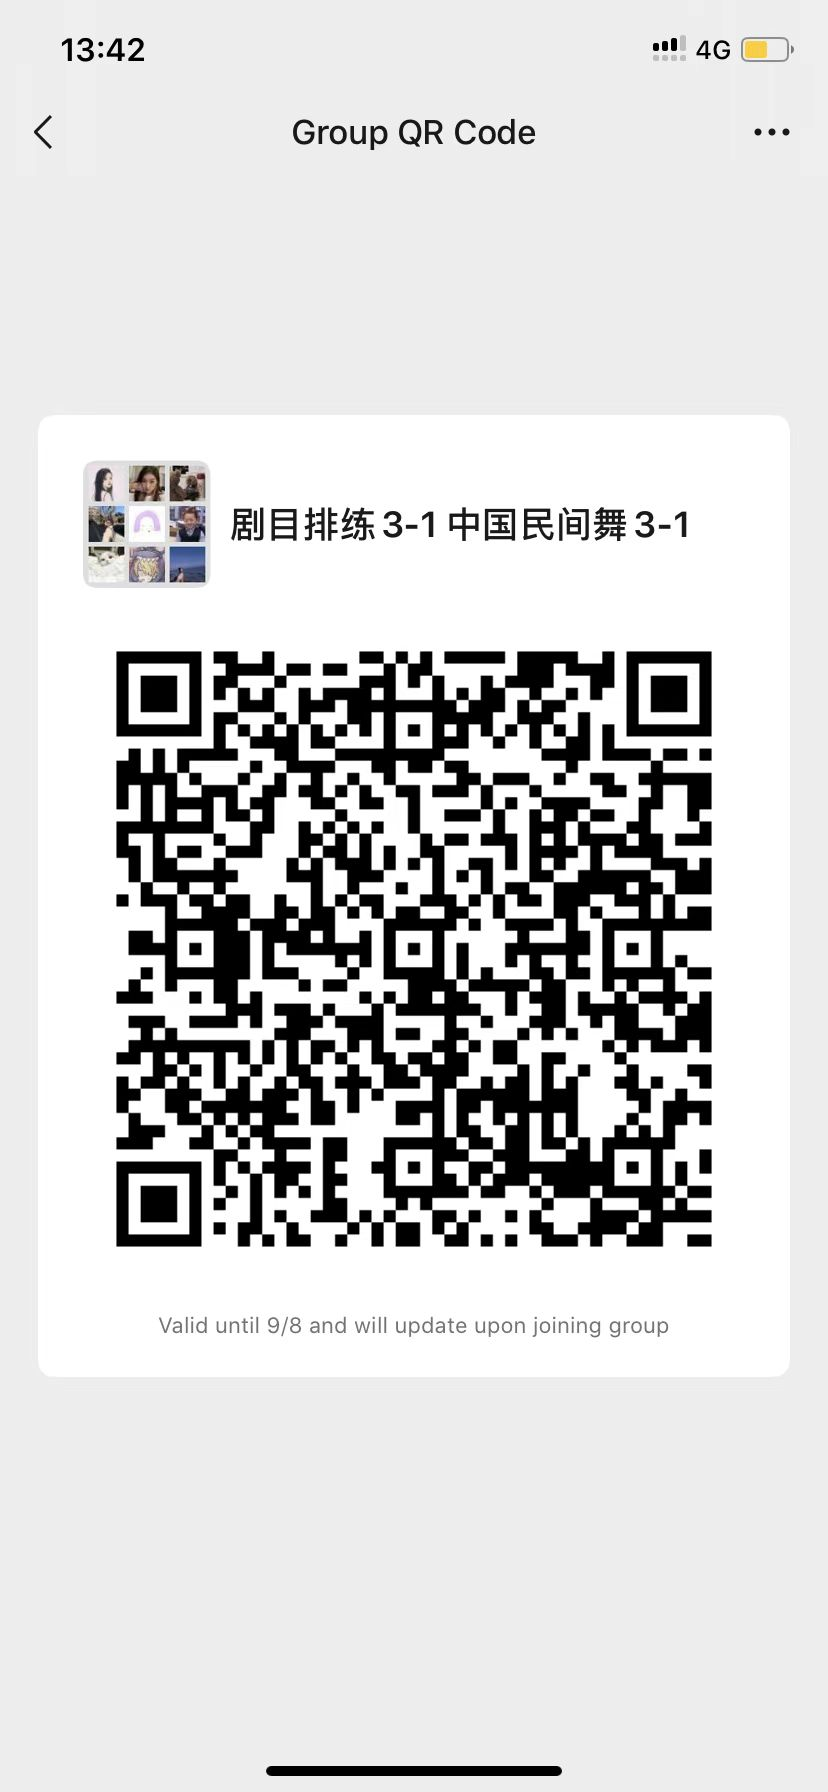 13:42
4G
Group QR Code
剧目排练3-1 中国民间舞3-1
Valid until 9/8 and will update upon joining group